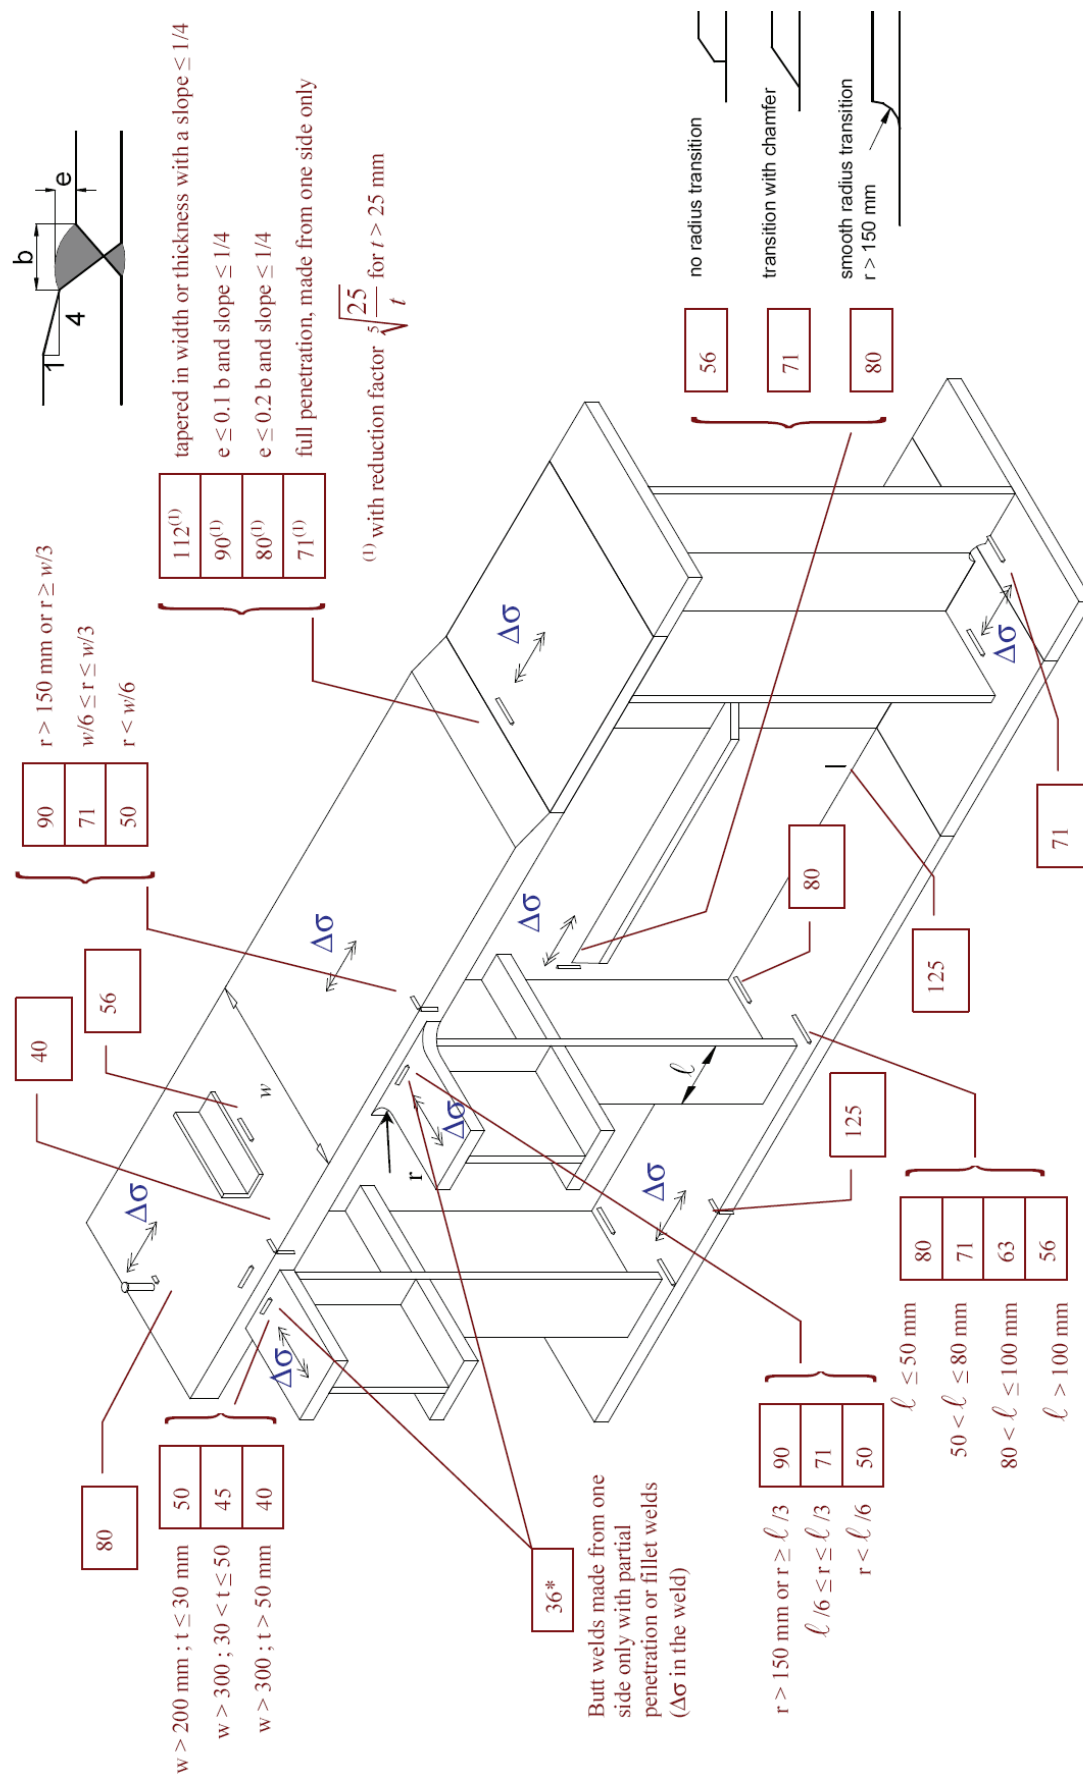 b
e
1
4
112(1) tapered in width or thickness with a slope ≤ 1/4
90(1) e ≤ 0.1 b and slope ≤ 1/4
80(1) e ≤ 0.2 b and slope ≤ 1/4
71(1) full penetration, made from one side only
(1) with reduction factor ⁵√(25/t) for t > 25 mm
90 r > 150 mm or r ≥ w/3
71 w/6 ≤ r ≤ w/3
50 r < w/6
56
40
80
w > 200 mm ; t ≤ 30 mm 50
w > 300 ; 30 < t ≤ 50 45
w > 300 ; t > 50 mm 40
Δσ
w
Δσ
Δσ
Δσ
r
Δσ
Δσ
Δσ
ℓ
Δσ
56 no radius transition
71 transition with chamfer
80 smooth radius transition
r > 150 mm
36*
Butt welds made from one
side only with partial
penetration or fillet welds
(Δσ in the weld)
80
125
71
125
r > 150 mm or r ≥ ℓ /3 90
ℓ /6 ≤ r ≤ ℓ /3 71
r < ℓ /6 50
ℓ ≤ 50 mm 80
50 < ℓ ≤ 80 mm 71
80 < ℓ ≤ 100 mm 63
ℓ > 100 mm 56